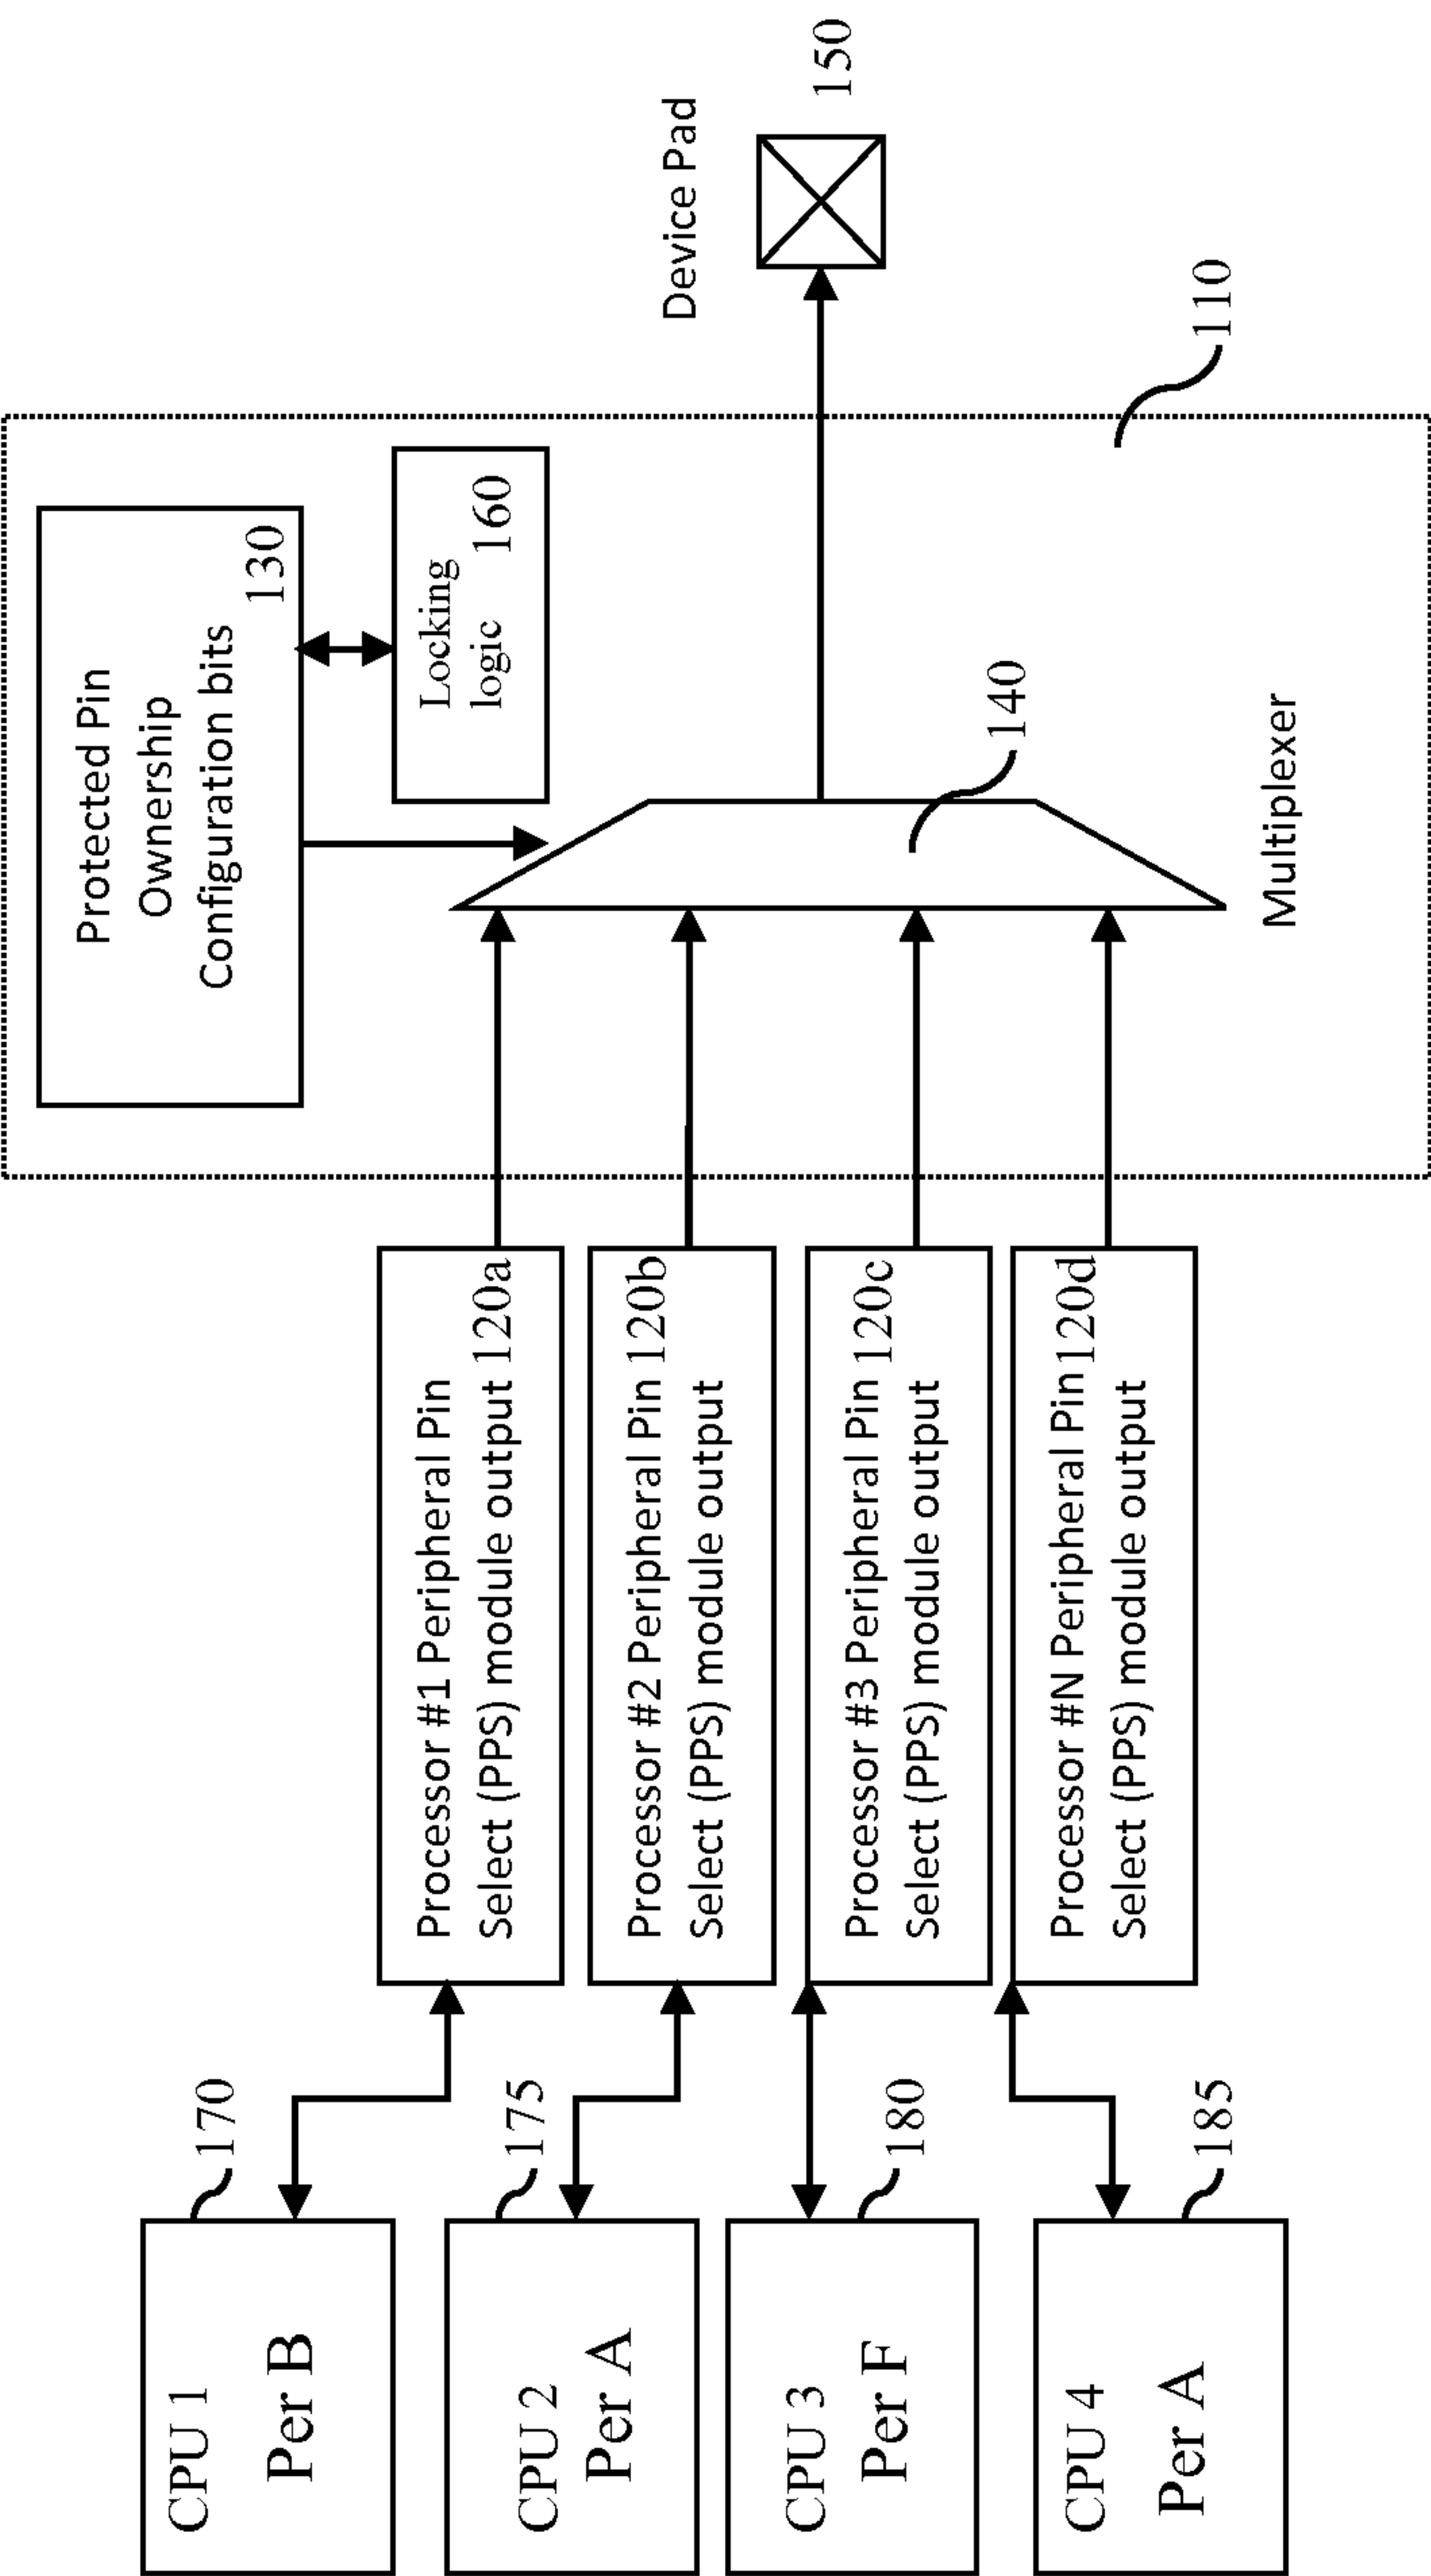 CPU 1
Per B
170
CPU 2
Per A
175
CPU 3
Per F
180
CPU 4
Per A
185
Processor #1 Peripheral Pin
Select (PPS) module output 120a
Processor #2 Peripheral Pin 120b
Select (PPS) module output
Processor #3 Peripheral Pin 120c
Select (PPS) module output
Processor #N Peripheral Pin 120d
Select (PPS) module output
Protected Pin
Ownership
Configuration bits
130
Locking
logic 160
140
Multiplexer
110
Device Pad
150